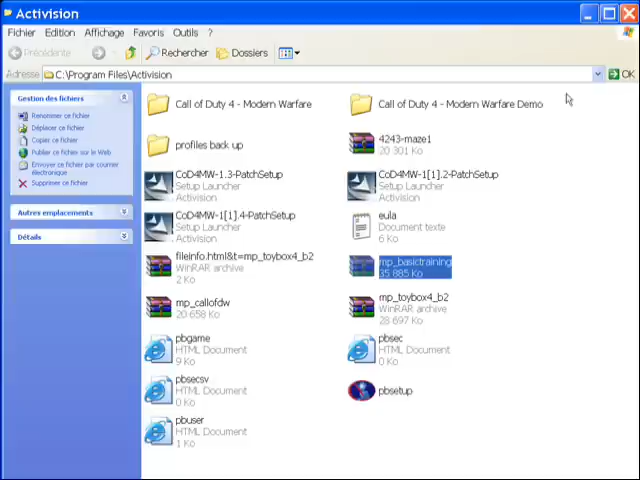 Activision
Fichier Edition Affichage Favoris Outils ?
Précédente Rechercher Dossiers
Adresse C:\Program Files\Activision OK
Gestion des fichiers
Renommer ce fichier
Déplacer ce fichier
Copier ce fichier
Publier ce fichier sur le Web
Envoyer ce fichier par courrier
électronique
Supprimer ce fichier
Autres emplacements
Détails
Call of Duty 4 - Modern Warfare
Call of Duty 4 - Modern Warfare Demo
profiles back up
4243-maze1
20 301 Ko
CoD4MW-1.3-PatchSetup
Setup Launcher
Activision
CoD4MW-1[1].2-PatchSetup
Setup Launcher
Activision
CoD4MW-1[1].4-PatchSetup
Setup Launcher
Activision
eula
Document texte
6 Ko
fileinfo.html&t=mp_toybox4_b2
WinRAR archive
2 Ko
mp_basictraining
35 885 Ko
mp_callofdw
20 658 Ko
mp_toybox4_b2
WinRAR archive
28 697 Ko
pbgame
HTML Document
9 Ko
pbsec
HTML Document
0 Ko
pbsecsv
HTML Document
0 Ko
pbsetup
pbuser
HTML Document
1 Ko